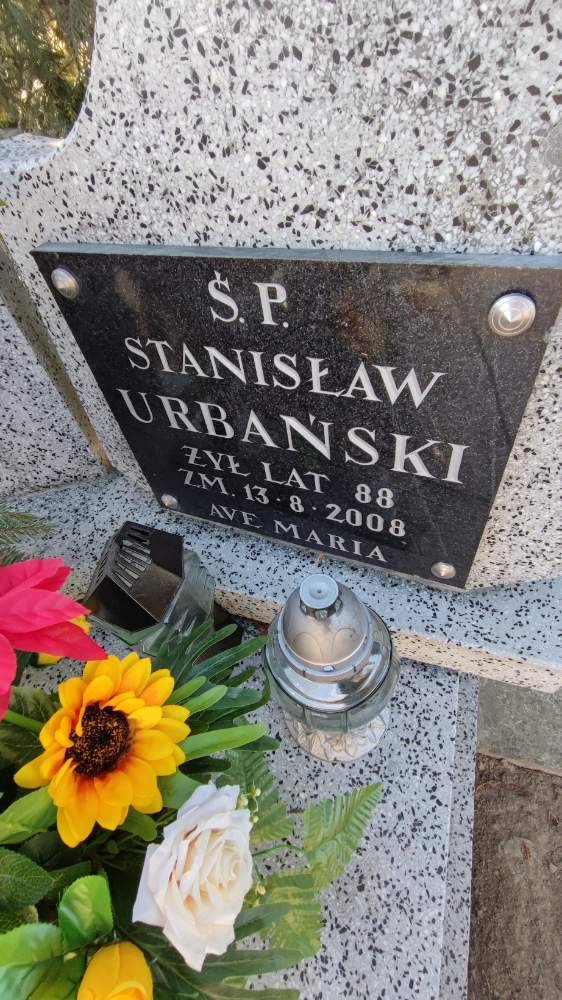 Ś. P.
STANISŁAW
URBAŃSKI
ŻYŁ LAT 88
ZM. 13·8·2008
AVE MARIA